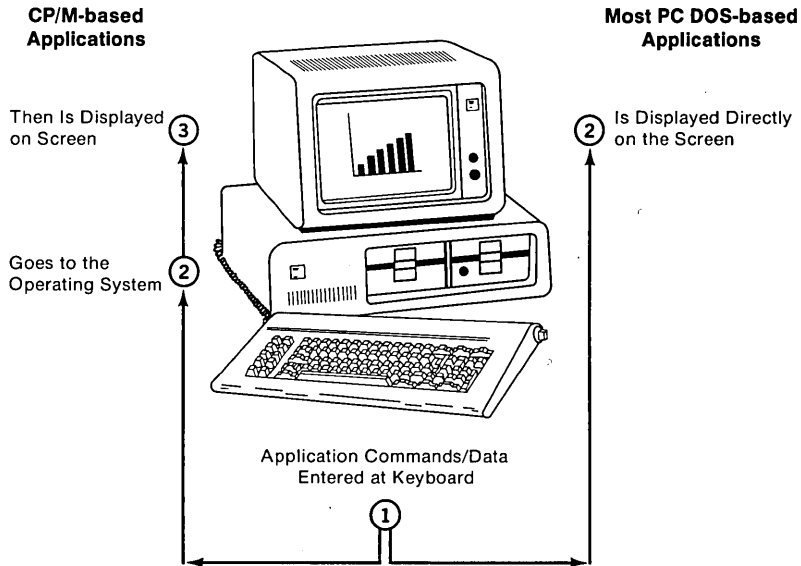 CP/M-based
Applications
Most PC DOS-based
Applications
Then Is Displayed
on Screen
3
2
Is Displayed Directly
on the Screen
Goes to the
Operating System
2
Application Commands/Data
Entered at Keyboard
1